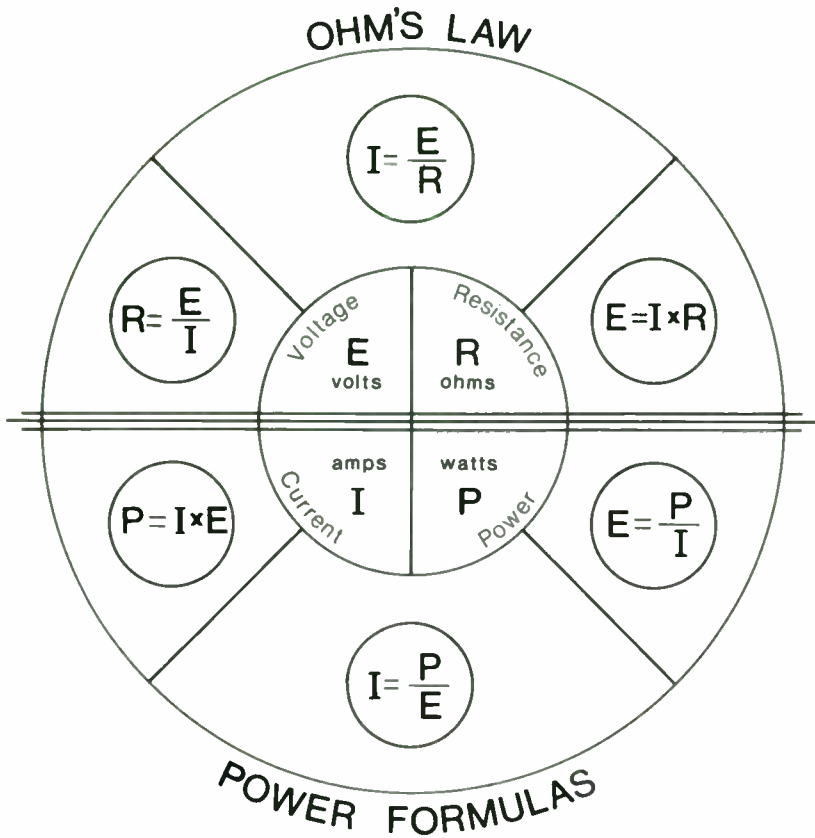 OHM'S LAW
I= E/R
R= E/I
E=I×R
Voltage
E
volts
Resistance
R
ohms
amps
I
Current
watts
P
Power
P=I×E
E= P/I
I= P/E
POWER FORMULAS